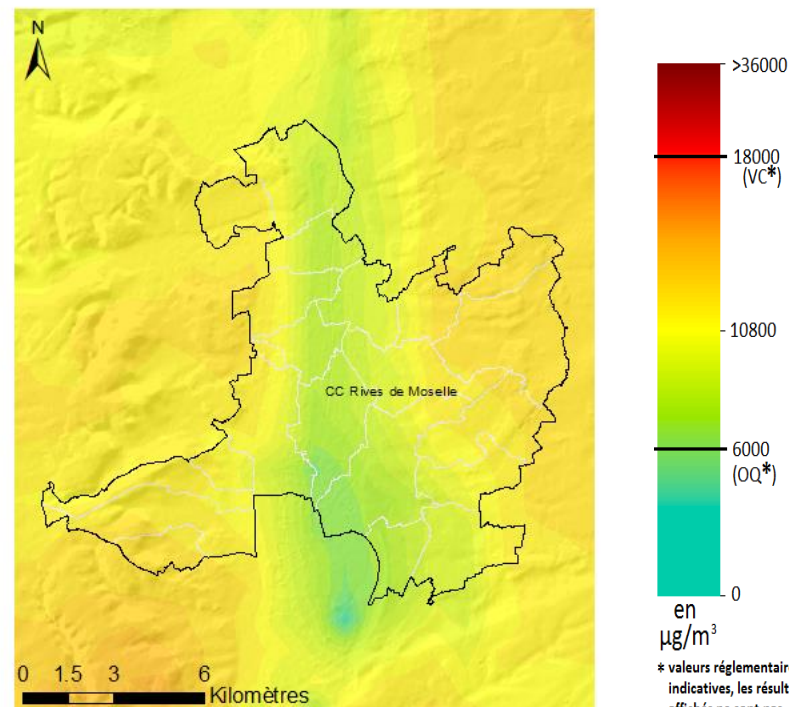 N
CC Rives de Moselle
0 1.5 3 6
Kilomètres
>36000
18000
(VC*)
10800
6000
(OQ*)
0
en
µg/m³
* valeurs réglementaire
indicatives, les résult